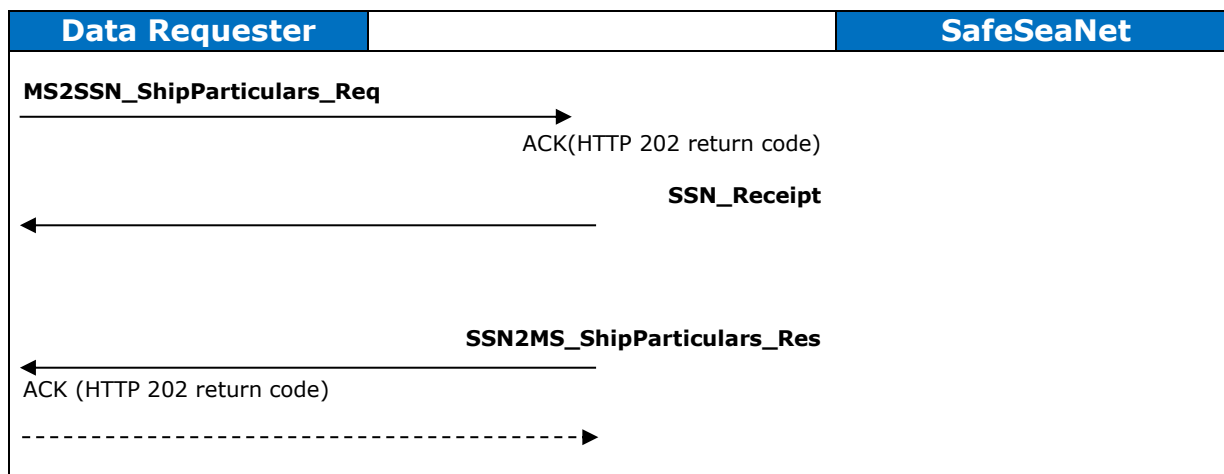 Data Requester
SafeSeaNet
MS2SSN_ShipParticulars_Req
ACK(HTTP 202 return code)
SSN_Receipt
SSN2MS_ShipParticulars_Res
ACK (HTTP 202 return code)